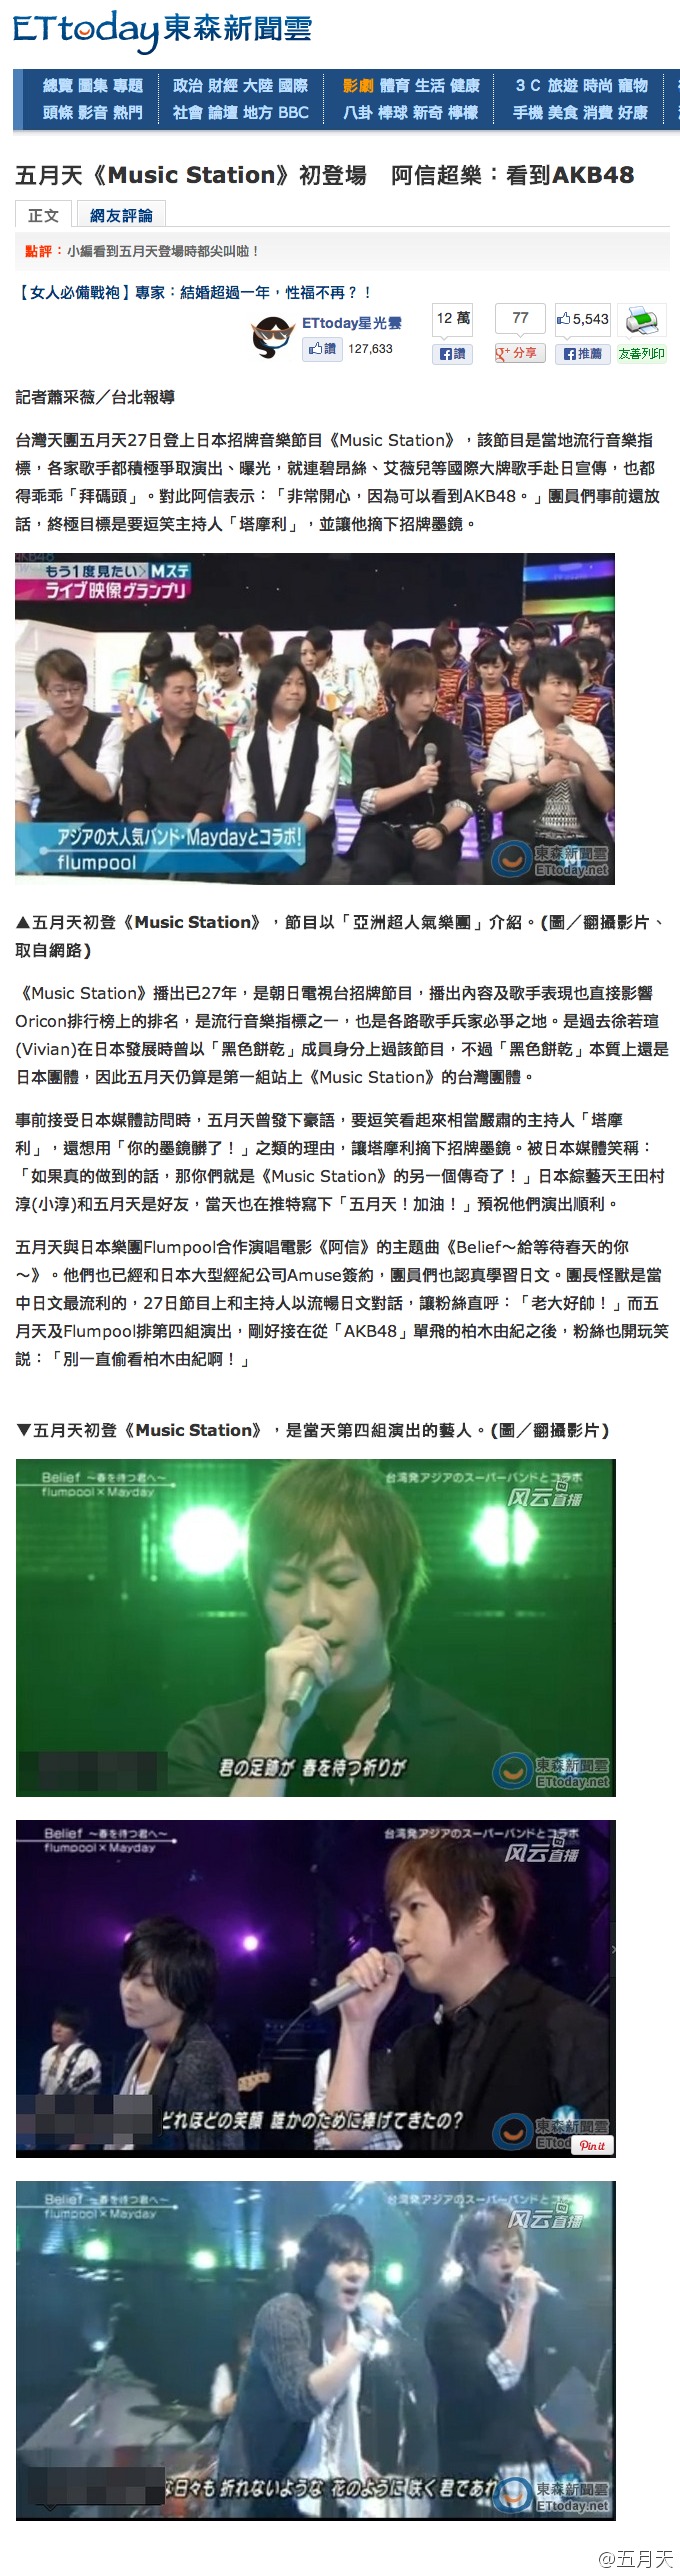 ETtoday東森新聞雲
總覽 圖集 專題
頭條 影音 熱門
政治 財經 大陸 國際
社會 論壇 地方 BBC
影劇 體育 生活 健康
八卦 棒球 新奇 檸檬
３Ｃ 旅遊 時尚 寵物
手機 美食 消費 好康
五月天《Music Station》初登場　阿信超樂：看到AKB48
正文
網友評論
點評：小編看到五月天登場時都尖叫啦！
【女人必備戰袍】專家：結婚超過一年，性福不再？！
ETtoday星光雲
讚 127,633
12 萬
讚
77
g+ 分享
5,543
推薦
友善列印
記者蕭采薇／台北報導
台灣天團五月天27日登上日本招牌音樂節目《Music Station》，該節目是當地流行音樂指
標，各家歌手都積極爭取演出、曝光，就連碧昂絲、艾薇兒等國際大牌歌手赴日宣傳，也都
得乖乖「拜碼頭」。對此阿信表示：「非常開心，因為可以看到AKB48。」團員們事前還放
話，終極目標是要逗笑主持人「塔摩利」，並讓他摘下招牌墨鏡。
AKB48
もう1度見たい Mステ
ライブ映像グランプリ
アジアの大人気バンド・Maydayとコラボ!
flumpool
東森新聞雲
ETtoday.net
▲五月天初登《Music Station》，節目以「亞洲超人氣樂團」介紹。(圖／翻攝影片、
取自網路)
《Music Station》播出已27年，是朝日電視台招牌節目，播出內容及歌手表現也直接影響
Oricon排行榜上的排名，是流行音樂指標之一，也是各路歌手兵家必爭之地。是過去徐若瑄
(Vivian)在日本發展時曾以「黑色餅乾」成員身分上過該節目，不過「黑色餅乾」本質上還是
日本團體，因此五月天仍算是第一組站上《Music Station》的台灣團體。
事前接受日本媒體訪問時，五月天曾發下豪語，要逗笑看起來相當嚴肅的主持人「塔摩
利」，還想用「你的墨鏡髒了！」之類的理由，讓塔摩利摘下招牌墨鏡。被日本媒體笑稱：
「如果真的做到的話，那你們就是《Music Station》的另一個傳奇了！」日本綜藝天王田村
淳(小淳)和五月天是好友，當天也在推特寫下「五月天！加油！」預祝他們演出順利。
五月天與日本樂團Flumpool合作演唱電影《阿信》的主題曲《Belief～給等待春天的你
～》。他們也已經和日本大型經紀公司Amuse簽約，團員們也認真學習日文。團長怪獸是當
中日文最流利的，27日節目上和主持人以流暢日文對話，讓粉絲直呼：「老大好帥！」而五
月天及Flumpool排第四組演出，剛好接在從「AKB48」單飛的柏木由紀之後，粉絲也開玩笑
說：「別一直偷看柏木由紀啊！」
▼五月天初登《Music Station》，是當天第四組演出的藝人。(圖／翻攝影片)
Belief ～春を待つ君へ～
flumpool×Mayday
台湾発アジアのスーパーバンドとコラボ
风云直播
君の足跡が 春を待つ祈りが
東森新聞雲
ETtoday.net
Belief ～春を待つ君へ～
flumpool×Mayday
台湾発アジアのスーパーバンドとコラボ
风云直播
どれほどの笑顔 誰かのために捧げてきたの？
東森新聞雲
Pin it
Belief ～春を待つ君へ～
flumpool×Mayday
台湾発アジアのスーパーバンドとコラボ
风云直播
な日々も 折れないような 花のように 咲く君であれ
東森新聞雲
ETtoday.net
@五月天